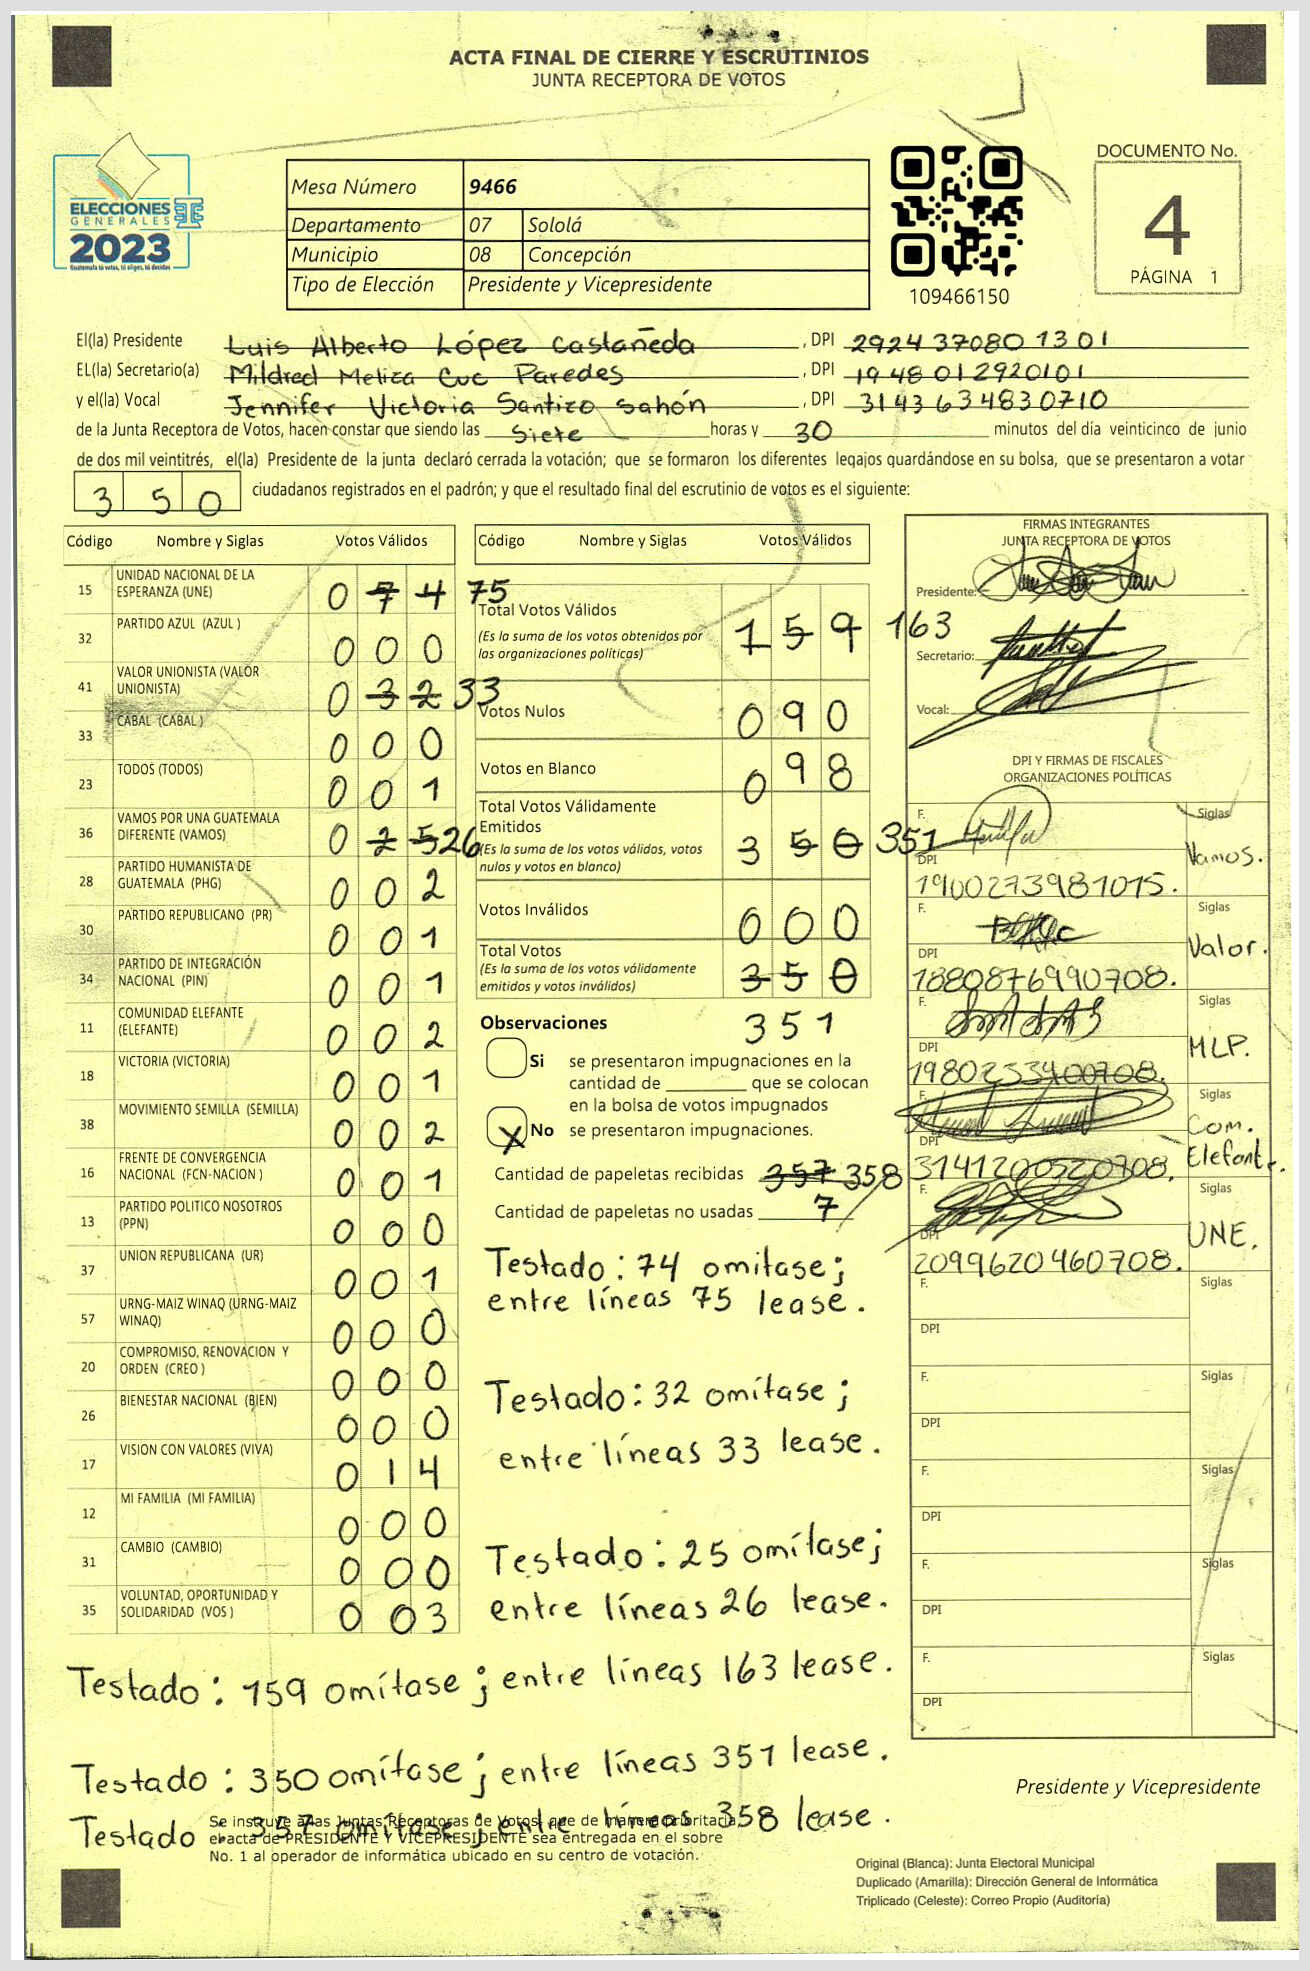 ACTA FINAL DE CIERRE Y ESCRUTINIOS
JUNTA RECEPTORA DE VOTOS
ELECCIONES
GENERALES
2023
Guatemala tú votas, tú eliges, tú decides
Mesa Número 9466
Departamento 07 Sololá
Municipio 08 Concepción
Tipo de Elección Presidente y Vicepresidente
109466150
DOCUMENTO No.
4
PÁGINA 1
El(la) Presidente Luis Alberto López Castañeda , DPI 2924 37080 1301
EL(la) Secretario(a) Mildred Meliza Cuc Paredes , DPI 1948 01292 0101
y el(la) Vocal Jennifer Victoria Santizo Sahón , DPI 3143 63483 0710
de la Junta Receptora de Votos, hacen constar que siendo las Siete horas y 30 minutos del día veinticinco de junio
de dos mil veintitrés, el(la) Presidente de la junta declaró cerrada la votación; que se formaron los diferentes legajos guardándose en su bolsa, que se presentaron a votar
350 ciudadanos registrados en el padrón; y que el resultado final del escrutinio de votos es el siguiente:
Código Nombre y Siglas Votos Válidos
15 UNIDAD NACIONAL DE LA ESPERANZA (UNE) 0 7 4 75
32 PARTIDO AZUL (AZUL ) 0 0 0
41 VALOR UNIONISTA (VALOR UNIONISTA) 0 3 2 33
33 CABAL (CABAL ) 0 0 0
23 TODOS (TODOS) 0 0 1
36 VAMOS POR UNA GUATEMALA DIFERENTE (VAMOS) 0 2 5 26
28 PARTIDO HUMANISTA DE GUATEMALA (PHG) 0 0 2
30 PARTIDO REPUBLICANO (PR) 0 0 1
34 PARTIDO DE INTEGRACIÓN NACIONAL (PIN) 0 0 1
11 COMUNIDAD ELEFANTE (ELEFANTE) 0 0 2
18 VICTORIA (VICTORIA) 0 0 1
38 MOVIMIENTO SEMILLA (SEMILLA) 0 0 2
16 FRENTE DE CONVERGENCIA NACIONAL (FCN-NACION ) 0 0 1
13 PARTIDO POLITICO NOSOTROS (PPN) 0 0 0
37 UNION REPUBLICANA (UR) 0 0 1
57 URNG-MAIZ WINAQ (URNG-MAIZ WINAQ) 0 0 0
20 COMPROMISO, RENOVACION Y ORDEN (CREO ) 0 0 0
26 BIENESTAR NACIONAL (BIEN) 0 0 0
17 VISION CON VALORES (VIVA) 0 1 4
12 MI FAMILIA (MI FAMILIA) 0 0 0
31 CAMBIO (CAMBIO) 0 0 0
35 VOLUNTAD, OPORTUNIDAD Y SOLIDARIDAD (VOS ) 0 0 3
Código Nombre y Siglas Votos Válidos
Total Votos Válidos 1 5 9 163
(Es la suma de los votos obtenidos por
las organizaciones políticas)
Votos Nulos 0 9 0
Votos en Blanco 0 9 8
Total Votos Válidamente
Emitidos 3 5 0 351
(Es la suma de los votos válidos, votos
nulos y votos en blanco)
Votos Inválidos 0 0 0
Total Votos 3 5 0
(Es la suma de los votos válidamente
emitidos y votos inválidos)
351
Observaciones
Si se presentaron impugnaciones en la
cantidad de ________ que se colocan
en la bolsa de votos impugnados
X No se presentaron impugnaciones.
Cantidad de papeletas recibidas 357 358
Cantidad de papeletas no usadas 7
Testado: 74 omitase;
entre líneas 75 lease.
Testado: 32 omítase;
entre líneas 33 lease.
Testado: 25 omítase;
entre líneas 26 lease.
Testado: 159 omítase; entre líneas 163 lease.
Testado: 350 omítase; entre líneas 351 lease.
Testado: 357 omítase; entre líneas 358 lease.
Se instruye a las Juntas Receptoras de Votos, que de manera prioritaria
el acta de PRESIDENTE Y VICEPRESIDENTE sea entregada en el sobre
No. 1 al operador de informática ubicado en su centro de votación.
FIRMAS INTEGRANTES
JUNTA RECEPTORA DE VOTOS
Presidente:
Secretario:
Vocal:
DPI Y FIRMAS DE FISCALES
ORGANIZACIONES POLÍTICAS
F. Siglas
Vamos.
DPI
1900273981015.
F. Siglas
Valor.
DPI
1880876990708.
F. Siglas
MLP.
DPI
1980253400708.
F. Siglas
Com.
Elefante.
DPI
3141200520708.
F. Siglas
UNE.
DPI
2099620460708.
F. Siglas
DPI
F. Siglas
DPI
F. Siglas
DPI
F. Siglas
DPI
F. Siglas
DPI
Presidente y Vicepresidente
Original (Blanca): Junta Electoral Municipal
Duplicado (Amarilla): Dirección General de Informática
Triplicado (Celeste): Correo Propio (Auditoría)